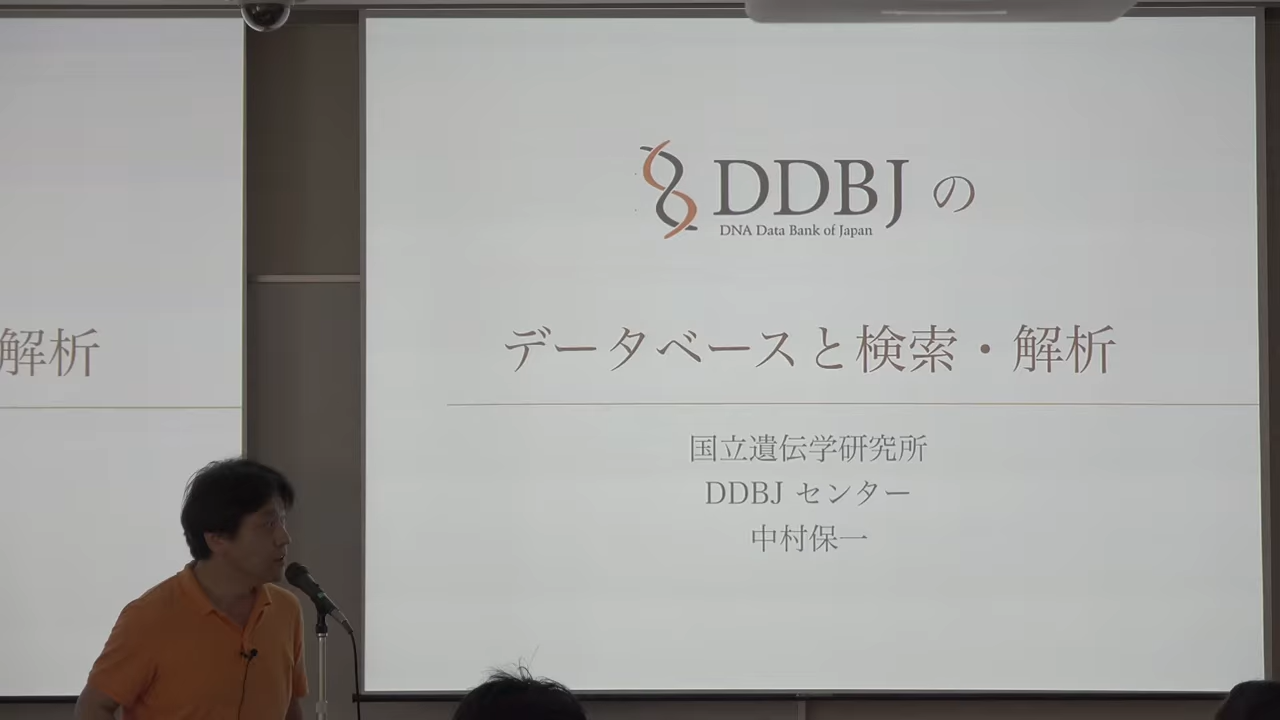 DDBJ の
DNA Data Bank of Japan
データベースと検索・解析
国立遺伝学研究所
DDBJ センター
中村保一
解析